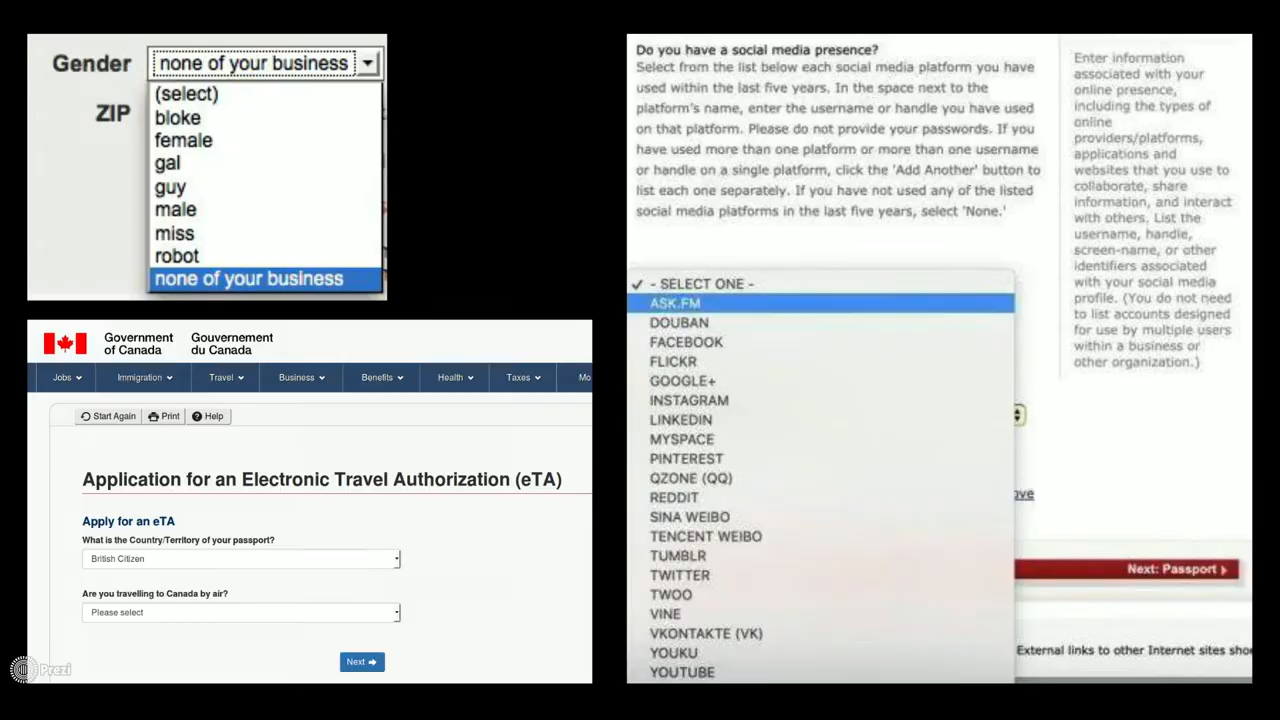 Gender none of your business
(select)
ZIP bloke
female
gal
guy
male
miss
robot
none of your business
Government of Canada
Gouvernement du Canada
Jobs Immigration Travel Business Benefits Health Taxes Mo
Start Again Print Help
Application for an Electronic Travel Authorization (eTA)
Apply for an eTA
What is the Country/Territory of your passport?
British Citizen
Are you travelling to Canada by air?
Please select
Next
Prezi
Do you have a social media presence?
Select from the list below each social media platform you have
used within the last five years. In the space next to the
platform's name, enter the username or handle you have used
on that platform. Please do not provide your passwords. If you
have used more than one platform or more than one username
or handle on a single platform, click the 'Add Another' button to
list each one separately. If you have not used any of the listed
social media platforms in the last five years, select 'None.'
- SELECT ONE -
ASK.FM
DOUBAN
FACEBOOK
FLICKR
GOOGLE+
INSTAGRAM
LINKEDIN
MYSPACE
PINTEREST
QZONE (QQ)
REDDIT
SINA WEIBO
TENCENT WEIBO
TUMBLR
TWITTER
TWOO
VINE
VKONTAKTE (VK)
YOUKU
YOUTUBE
Enter information
associated with your
online presence,
including the types of
online
providers/platforms,
applications and
websites that you use to
collaborate, share
information, and interact
with others. List the
username, handle,
screen-name, or other
identifiers associated
with your social media
profile. (You do not need
to list accounts designed
for use by multiple users
within a business or
other organization.)
ove
Next: Passport
External links to other Internet sites sho